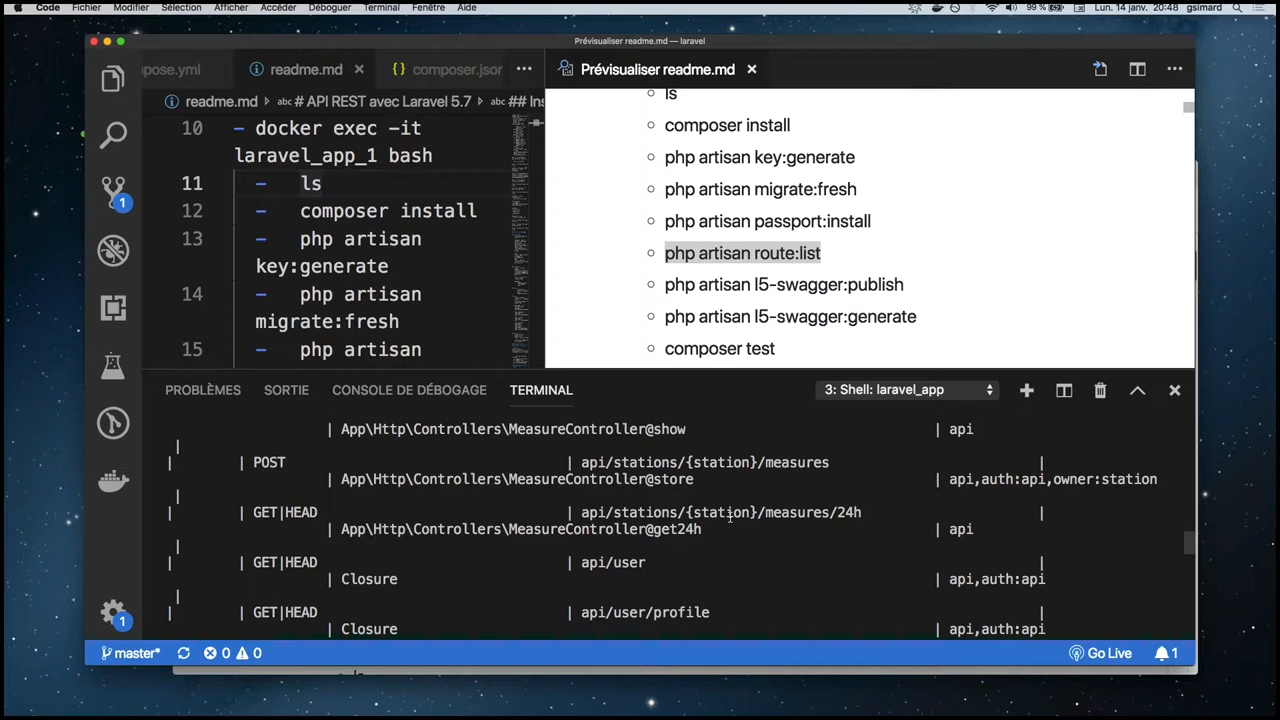 Code Fichier Modifier Sélection Afficher Accéder Déboguer Terminal Fenêtre Aide 99 % Lun. 14 janv. 20:48 gsimard
Prévisualiser readme.md — laravel
pose.yml readme.md {} composer.json ••• Prévisualiser readme.md
readme.md > abc # API REST avec Laravel 5.7 > abc ## Ins
10 – docker exec -it
laravel_app_1 bash
11 – ls
12 – composer install
13 – php artisan
key:generate
14 – php artisan
migrate:fresh
15 – php artisan
ls
composer install
php artisan key:generate
php artisan migrate:fresh
php artisan passport:install
php artisan route:list
php artisan l5-swagger:publish
php artisan l5-swagger:generate
composer test
PROBLÈMES SORTIE CONSOLE DE DÉBOGAGE TERMINAL 3: Shell: laravel_app
| App\Http\Controllers\MeasureController@show | api
|
| | POST | api/stations/{station}/measures |
| App\Http\Controllers\MeasureController@store | api,auth:api,owner:station
|
| | GET|HEAD | api/stations/{station}/measures/24h |
| App\Http\Controllers\MeasureController@get24h | api
|
| | GET|HEAD | api/user |
| Closure | api,auth:api
|
| | GET|HEAD | api/user/profile |
| Closure | api,auth:api
master* 0 0 Go Live 1
1
1